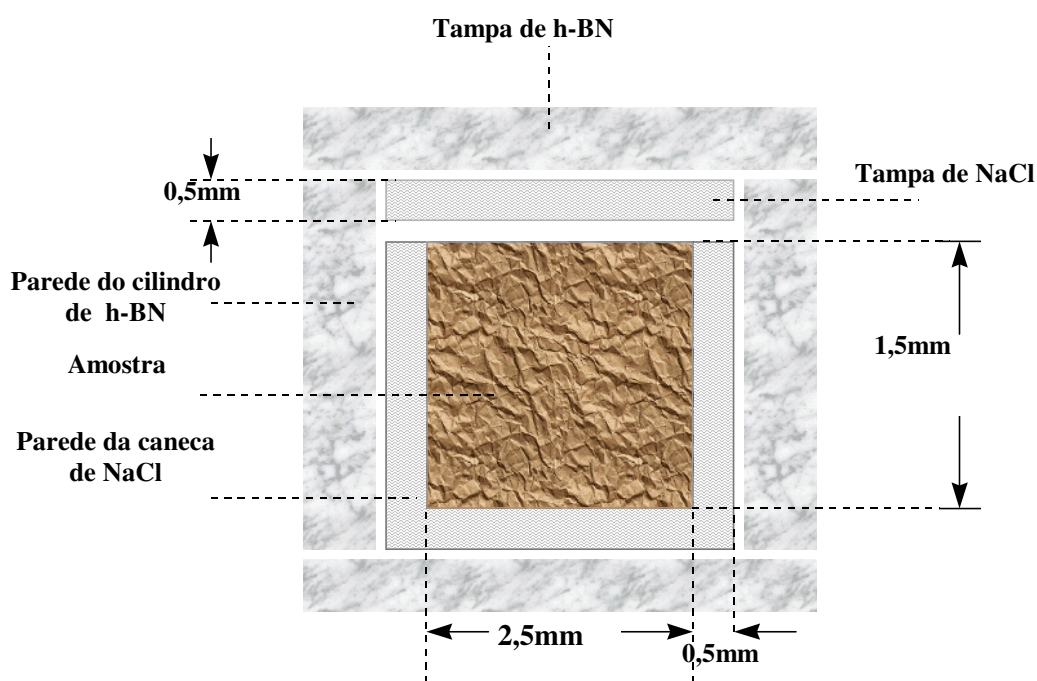 Tampa de h-BN
Tampa de NaCl
0,5mm
Parede do cilindro
de h-BN
1,5mm
Amostra
Parede da caneca
de NaCl
2,5mm
0,5mm